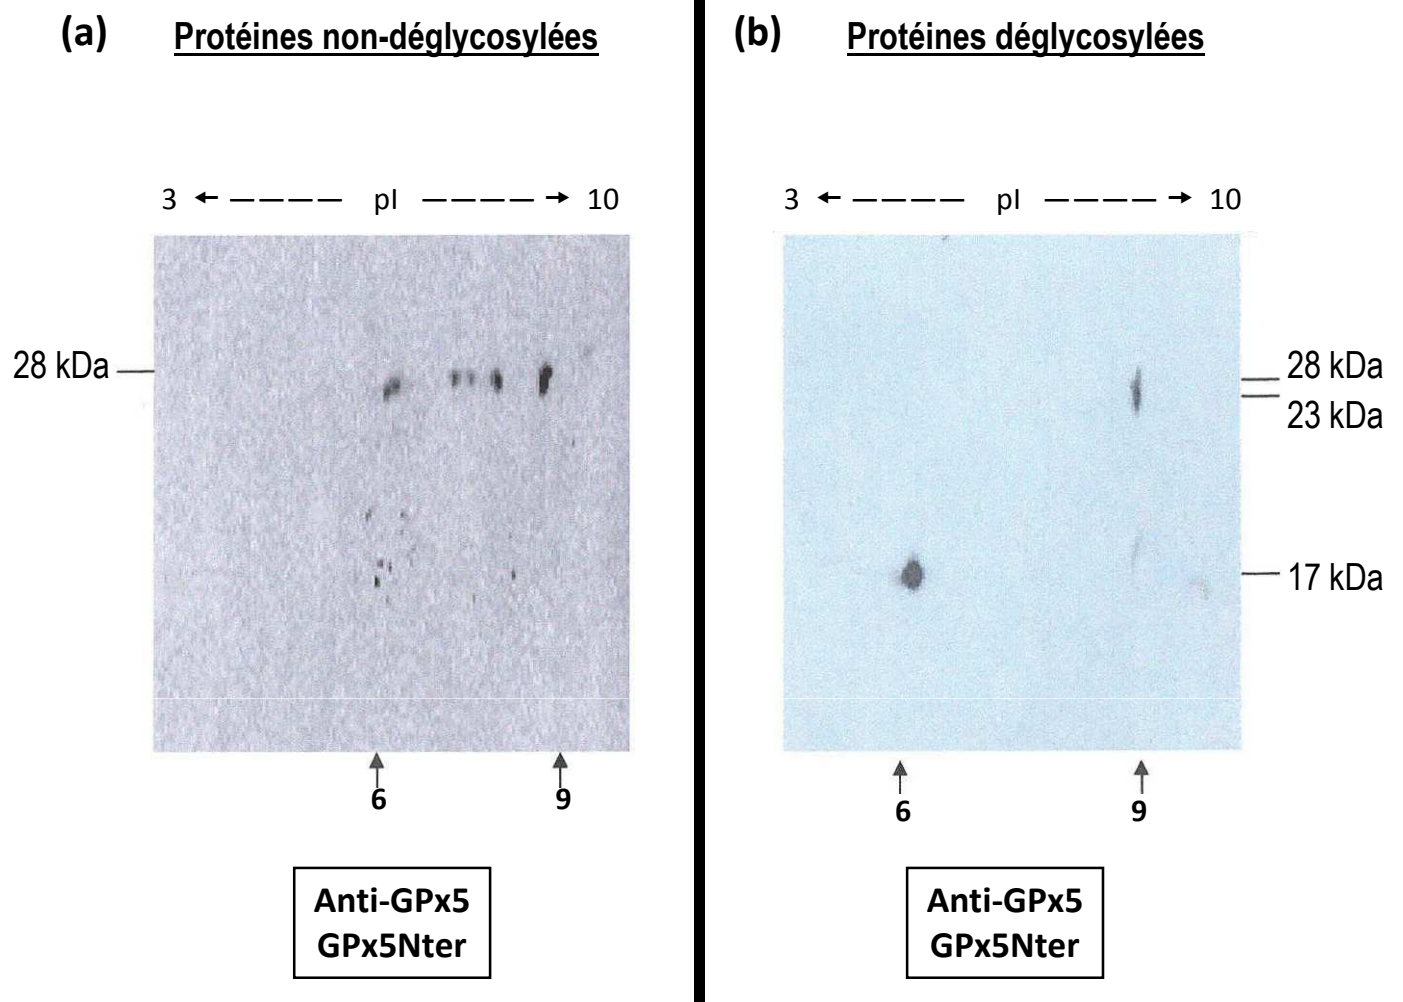 (a) Protéines non-déglycosylées
3 pI 10
28 kDa
6 9
Anti-GPx5
GPx5Nter
(b) Protéines déglycosylées
3 pI 10
28 kDa
23 kDa
17 kDa
6 9
Anti-GPx5
GPx5Nter